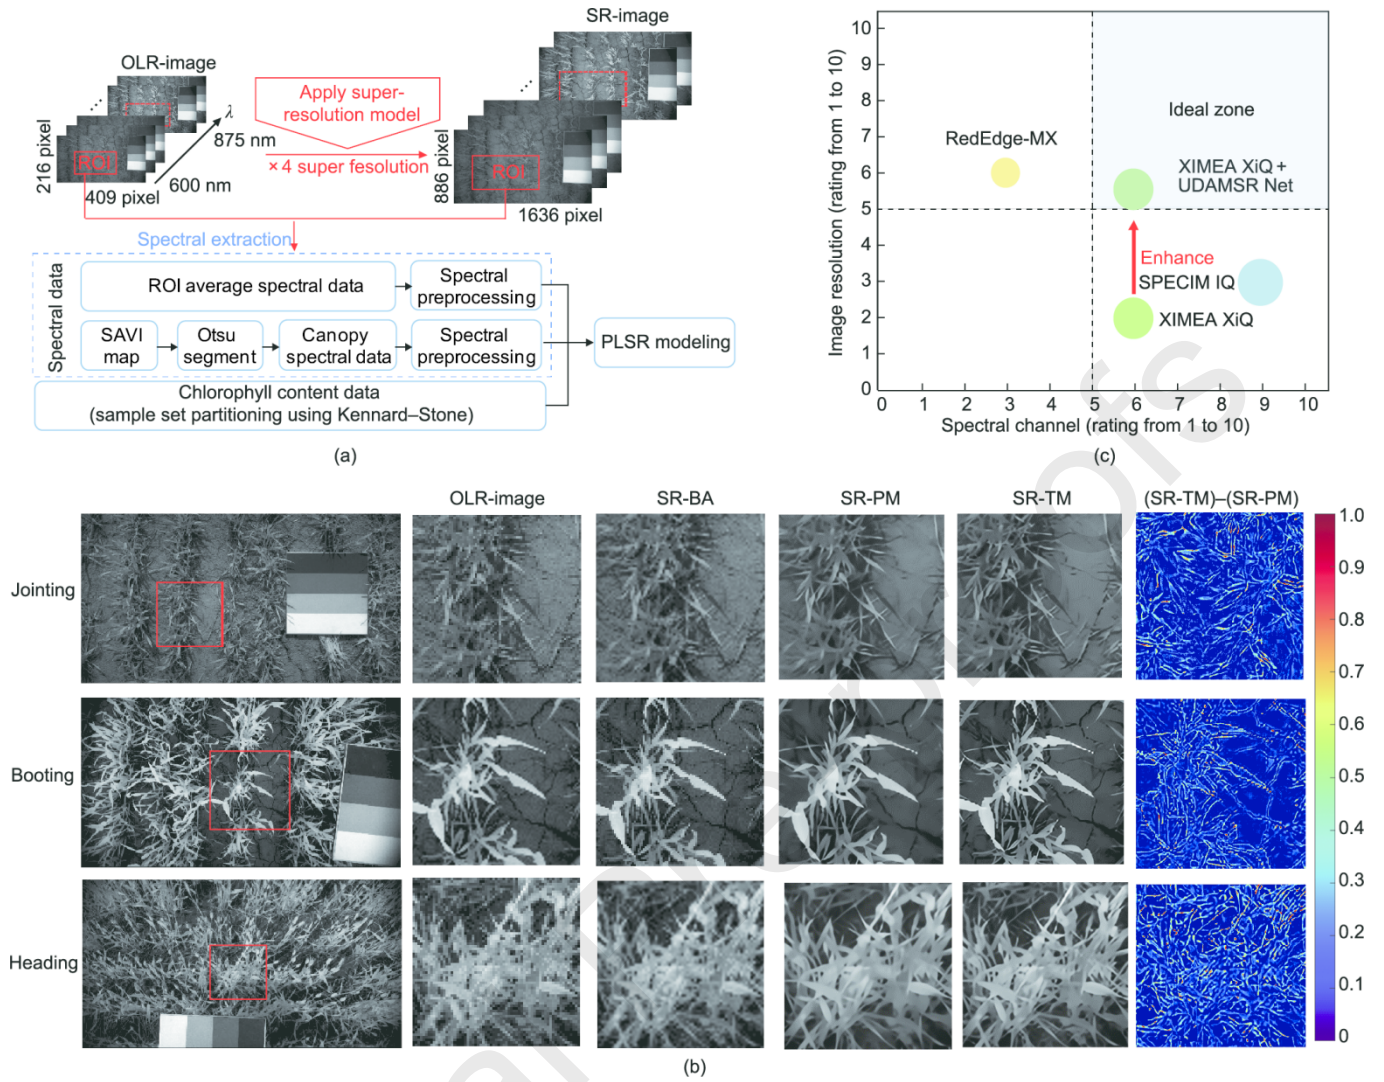 SR-image
OLR-image
λ
875 nm
600 nm
216 pixel
ROI
409 pixel
Apply super-
resolution model
×4 super fesolution
886 pixel
ROI
1636 pixel
Spectral extraction
Spectral data
ROI average spectral data
Spectral
preprocessing
SAVI
map
Otsu
segment
Canopy
spectral data
Spectral
preprocessing
PLSR modeling
Chlorophyll content data
(sample set partitioning using Kennard–Stone)
(a)
Image resolution (rating from 1 to 10)
10
9
8
7
6
5
4
3
2
1
0
Ideal zone
RedEdge-MX
XIMEA XiQ +
UDAMSR Net
Enhance
SPECIM IQ
XIMEA XiQ
0 1 2 3 4 5 6 7 8 9 10
Spectral channel (rating from 1 to 10)
(c)
OLR-image SR-BA SR-PM SR-TM (SR-TM)–(SR-PM)
Jointing
Booting
Heading
1.0
0.9
0.8
0.7
0.6
0.5
0.4
0.3
0.2
0.1
0
(b)